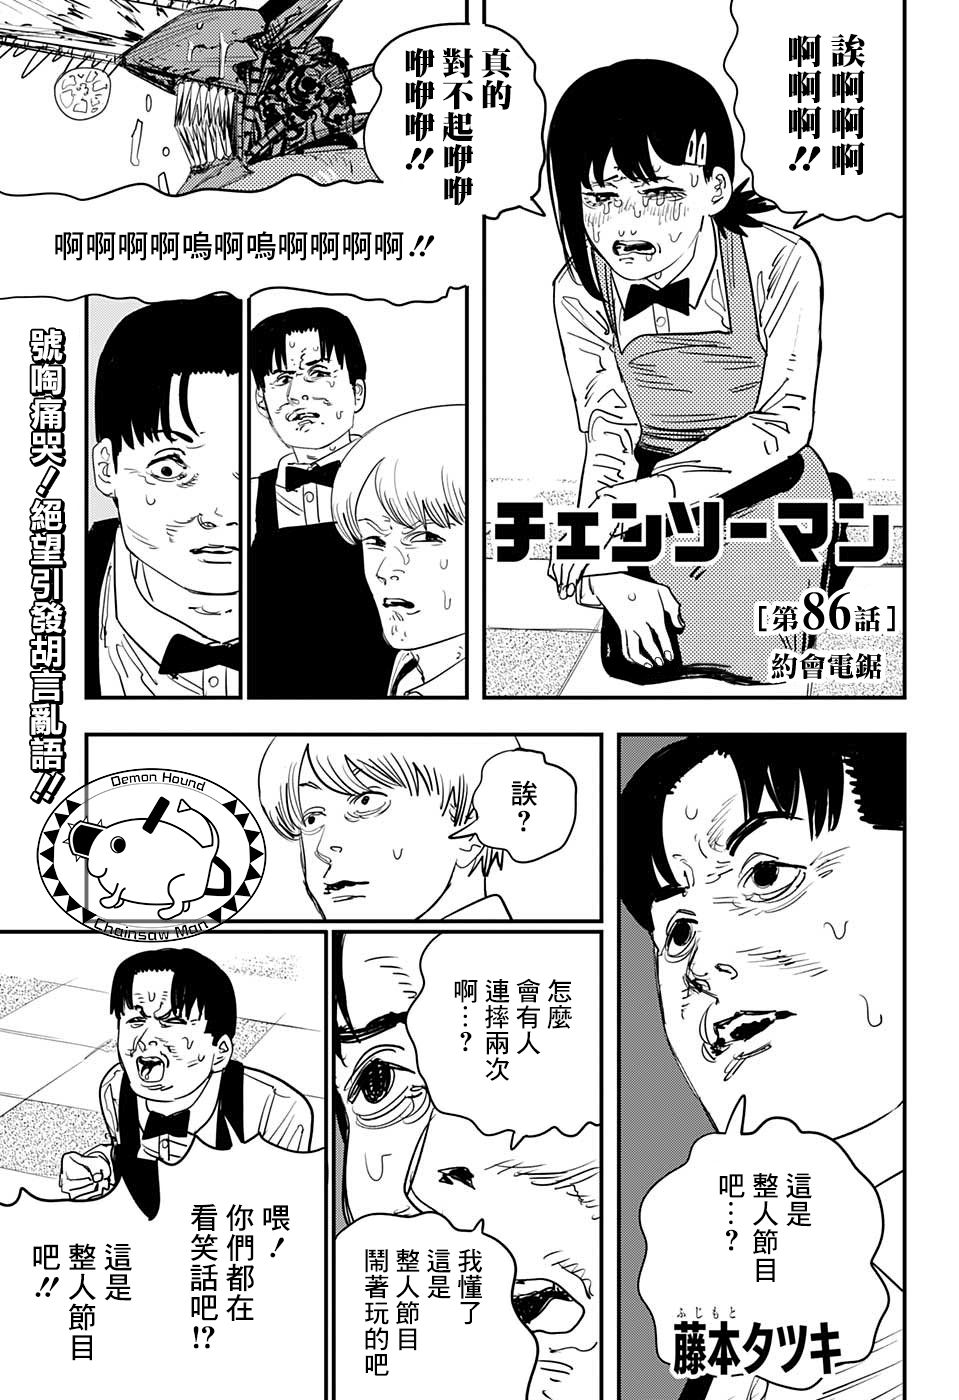 誒啊啊啊
啊啊啊啊!!
真的
對不起咿咿
咿咿咿!!
啊啊啊啊嗚啊嗚啊啊啊啊!!
號啕痛哭!絕望引發胡言亂語!!
チェンソーマン
[第86話]
約會電鋸
這是
整人節目
吧…?
ふじもと
藤本タツキ
誒?
怎麼
會有人
連摔兩次
啊…?
我懂了
這是
整人節目
鬧著玩的吧
喂!
你們都在
看笑話吧!?
這是
整人節目
吧!!
Demon Hound
Chainsaw Man